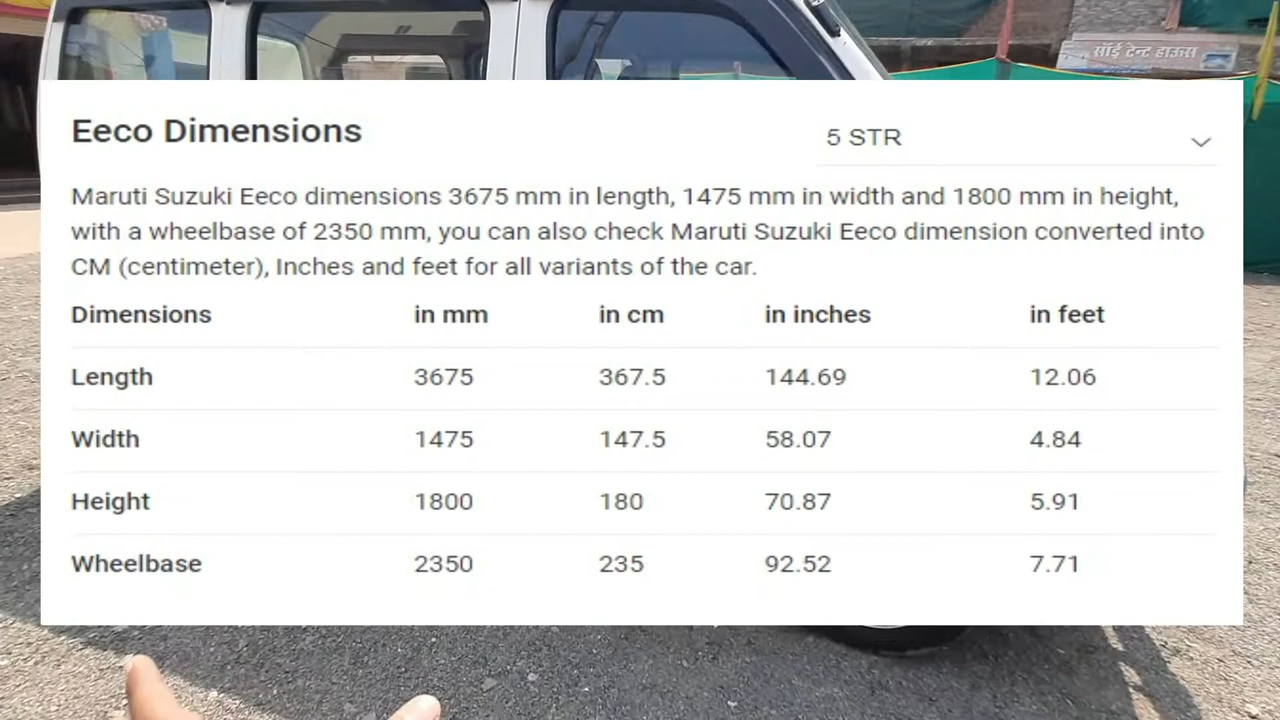 साँई टेन्ट हाऊस
Eeco Dimensions
5 STR
Maruti Suzuki Eeco dimensions 3675 mm in length, 1475 mm in width and 1800 mm in height,
with a wheelbase of 2350 mm, you can also check Maruti Suzuki Eeco dimension converted into
CM (centimeter), Inches and feet for all variants of the car.
Dimensions in mm in cm in inches in feet
Length 3675 367.5 144.69 12.06
Width 1475 147.5 58.07 4.84
Height 1800 180 70.87 5.91
Wheelbase 2350 235 92.52 7.71